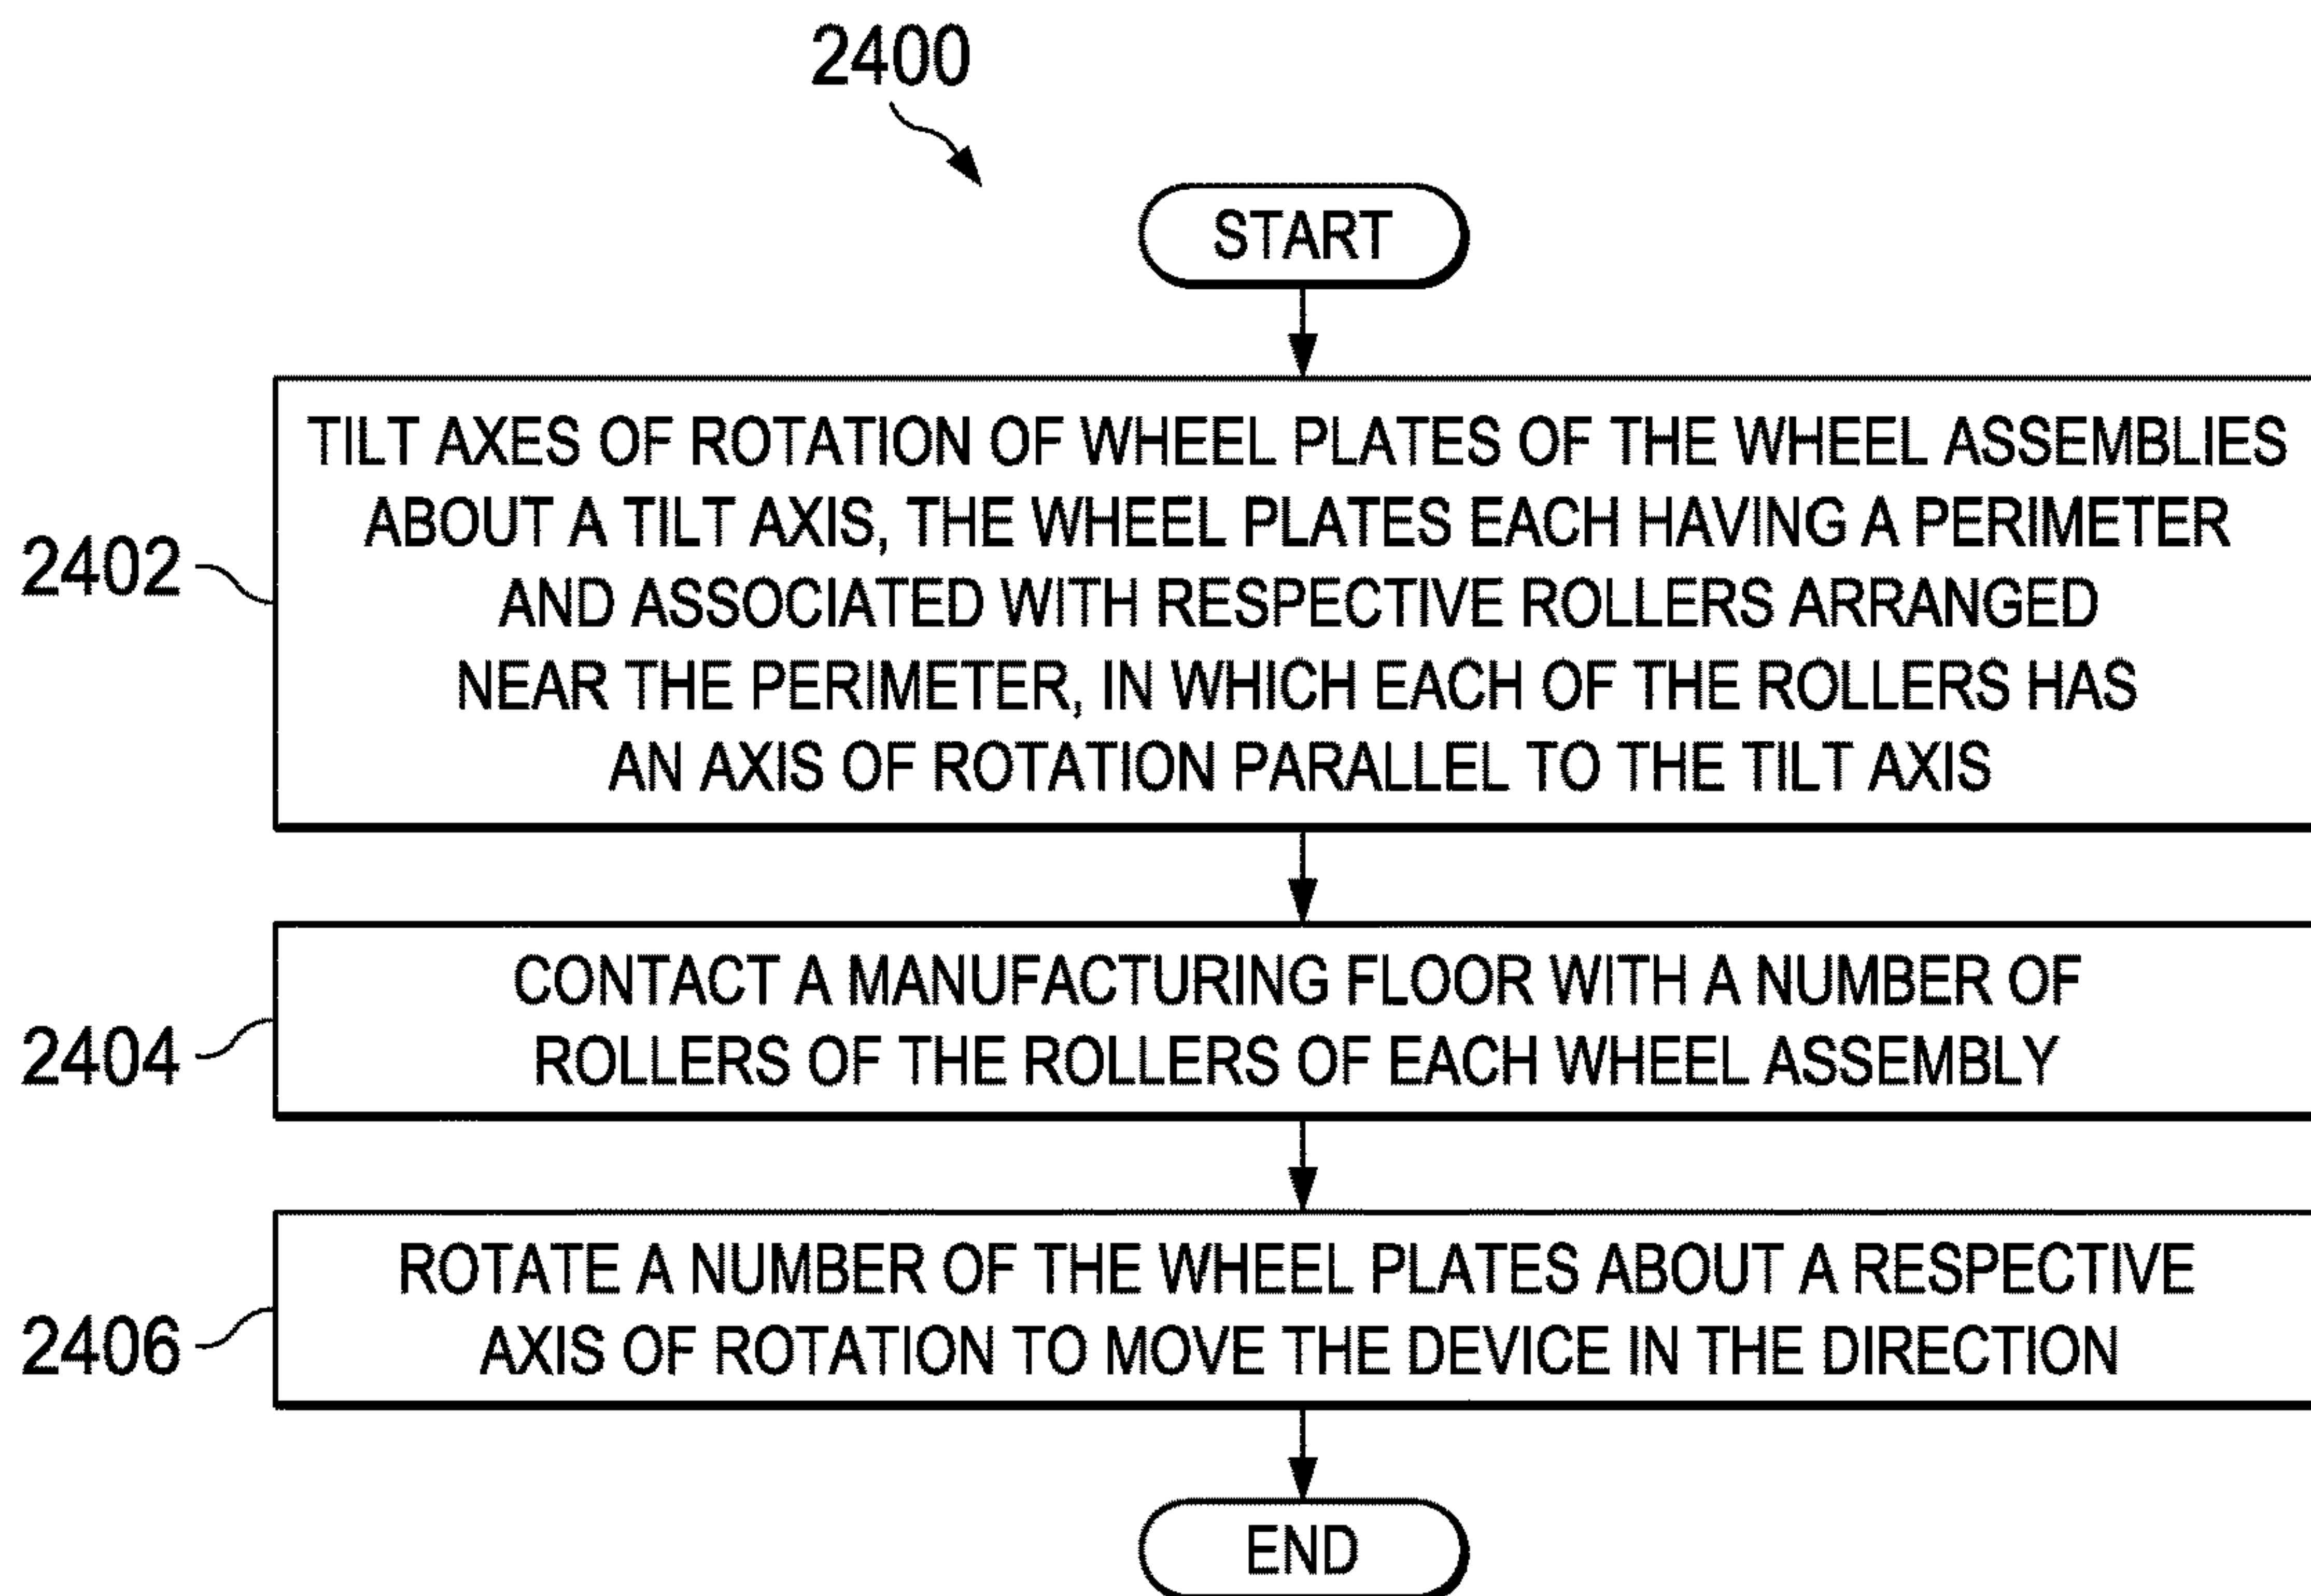 2400
START
2402
TILT AXES OF ROTATION OF WHEEL PLATES OF THE WHEEL ASSEMBLIES
ABOUT A TILT AXIS, THE WHEEL PLATES EACH HAVING A PERIMETER
AND ASSOCIATED WITH RESPECTIVE ROLLERS ARRANGED
NEAR THE PERIMETER, IN WHICH EACH OF THE ROLLERS HAS
AN AXIS OF ROTATION PARALLEL TO THE TILT AXIS
2404
CONTACT A MANUFACTURING FLOOR WITH A NUMBER OF
ROLLERS OF THE ROLLERS OF EACH WHEEL ASSEMBLY
2406
ROTATE A NUMBER OF THE WHEEL PLATES ABOUT A RESPECTIVE
AXIS OF ROTATION TO MOVE THE DEVICE IN THE DIRECTION
END